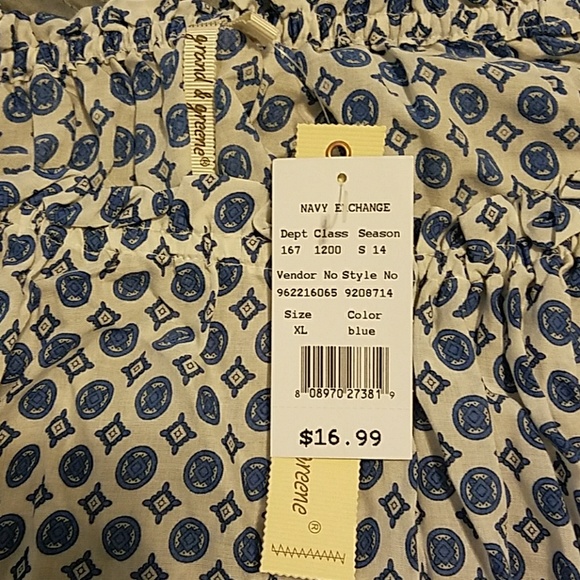 grand & greene®
NAVY EXCHANGE
Dept Class Season
167 1200 S 14
Vendor No Style No
962216065 9208714
Size Color
XL blue
8 08970 27381 9
$16.99
greene®